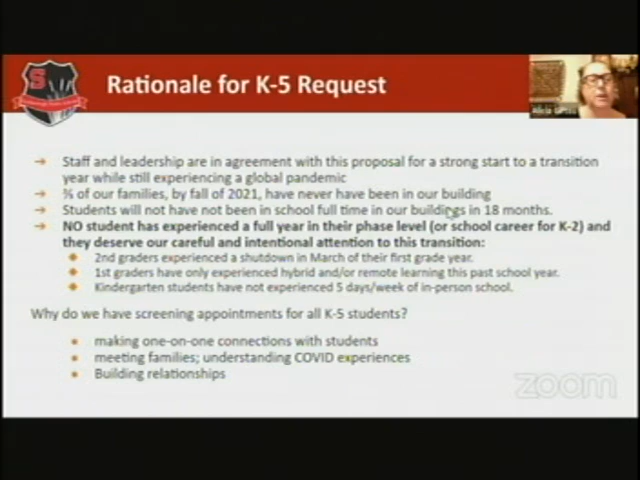 S
Rationale for K-5 Request
Staff and leadership are in agreement with this proposal for a strong start to a transition
year while still experiencing a global pandemic
of our families, by fall of 2021, have never have been in our building
Students will not have not been in school full time in our buildings in 18 months.
NO student has experienced a full year in their phase level (or school career for K-2) and
they deserve our careful and intentional attention to this transition:
2nd graders experienced a shutdown in March of their first grade year.
1st graders have only experienced hybrid and/or remote learning this past school year.
Kindergarten students have not experienced 5 days/week of in-person school.
Why do we have screening appointments for all K-5 students?
making one-on-one connections with students
meeting families; understanding COVID experiences
Building relationships
zoom